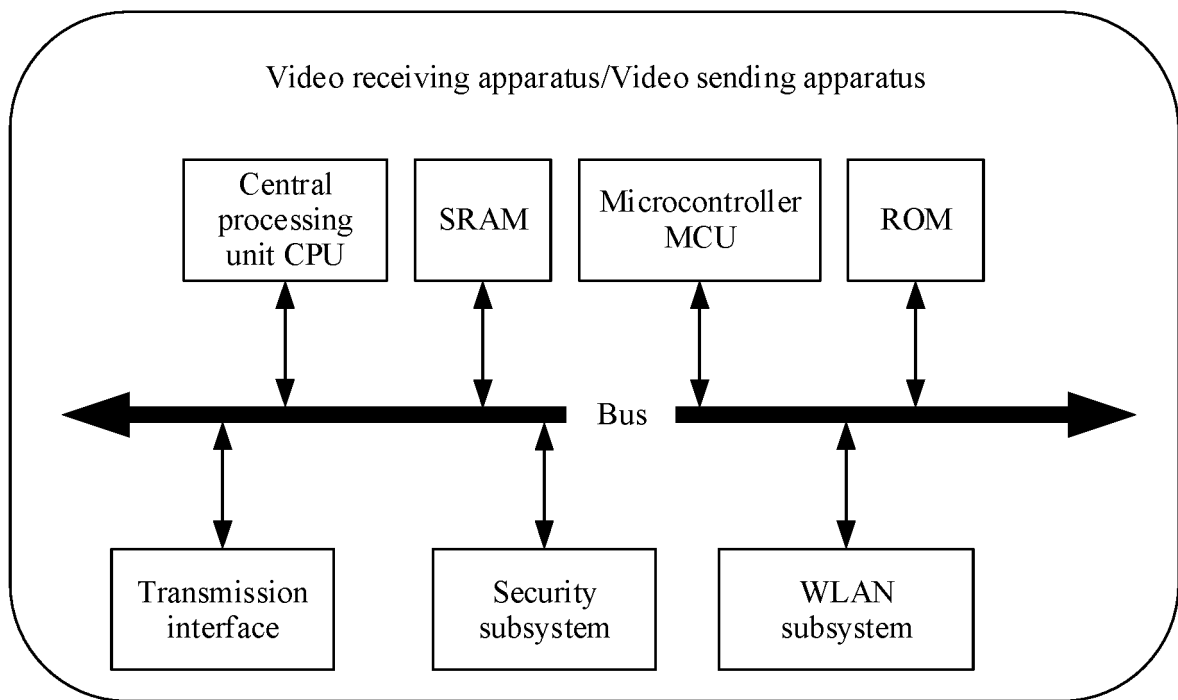 Video receiving apparatus/Video sending apparatus
Central
processing
unit CPU
SRAM
Microcontroller
MCU
ROM
Bus
Transmission
interface
Security
subsystem
WLAN
subsystem